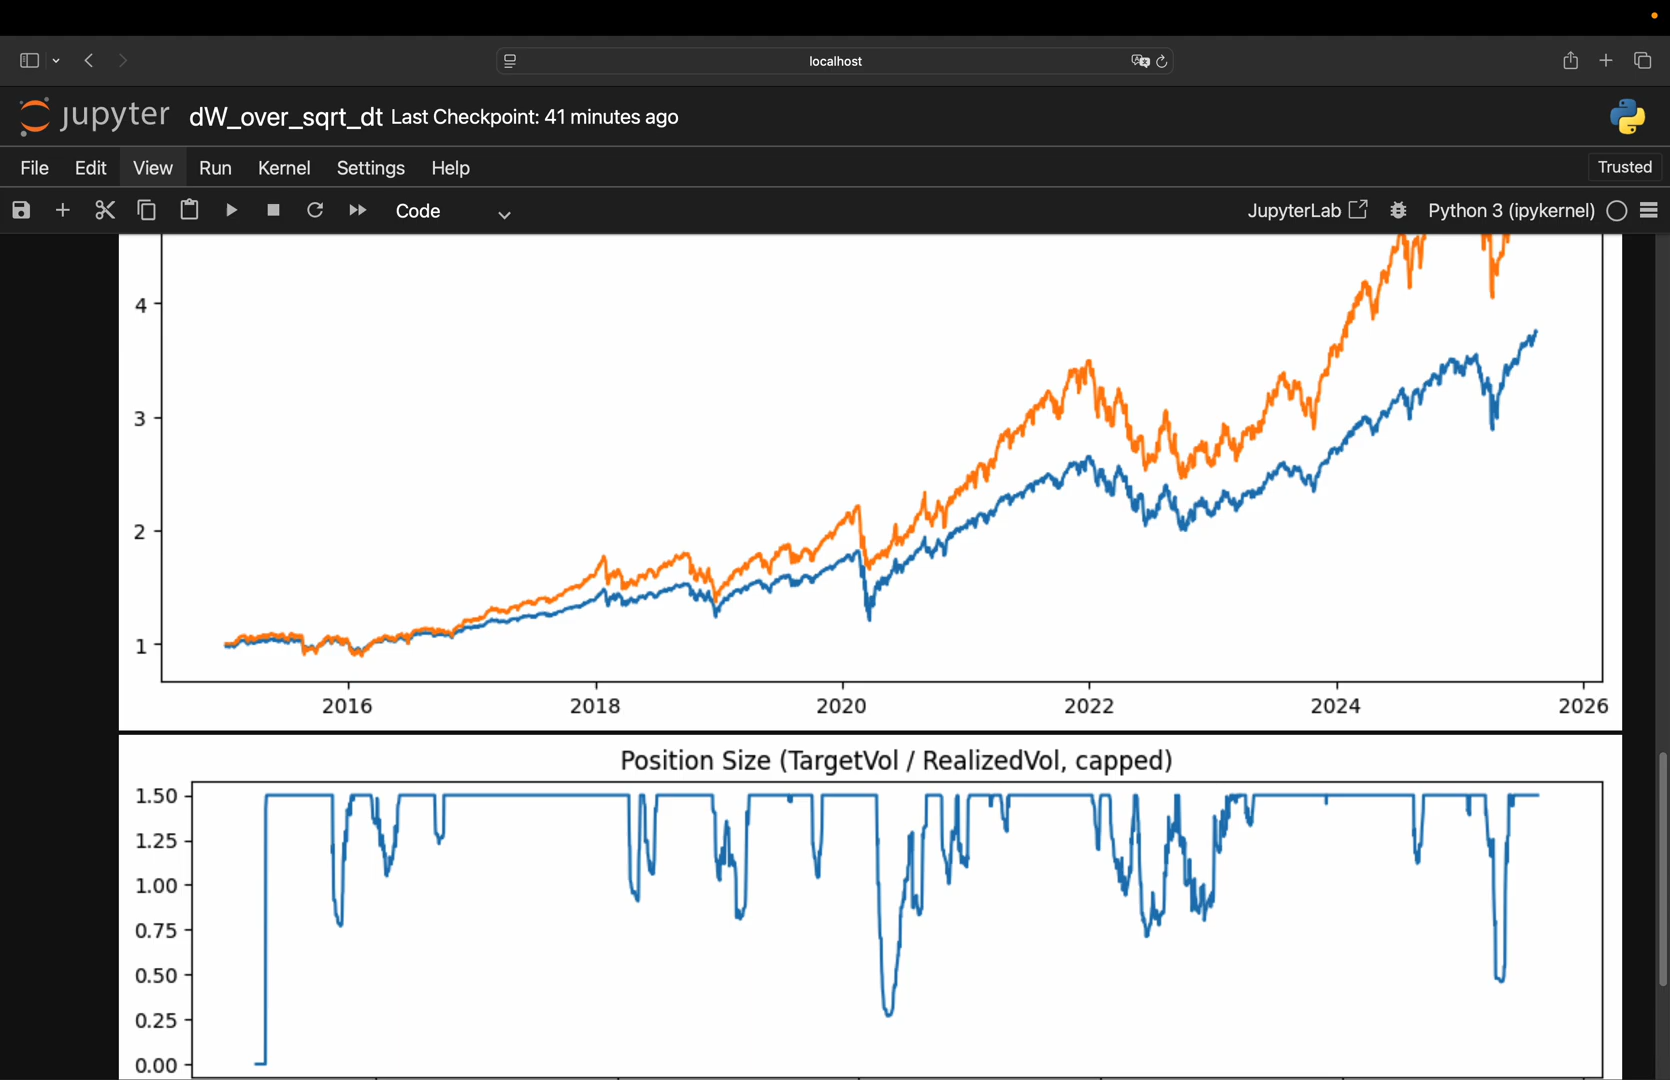 localhost
jupyter dW_over_sqrt_dt Last Checkpoint: 41 minutes ago
File Edit View Run Kernel Settings Help Trusted
Code JupyterLab Python 3 (ipykernel)
4
3
2
1
2016 2018 2020 2022 2024 2026
Position Size (TargetVol / RealizedVol, capped)
1.50
1.25
1.00
0.75
0.50
0.25
0.00